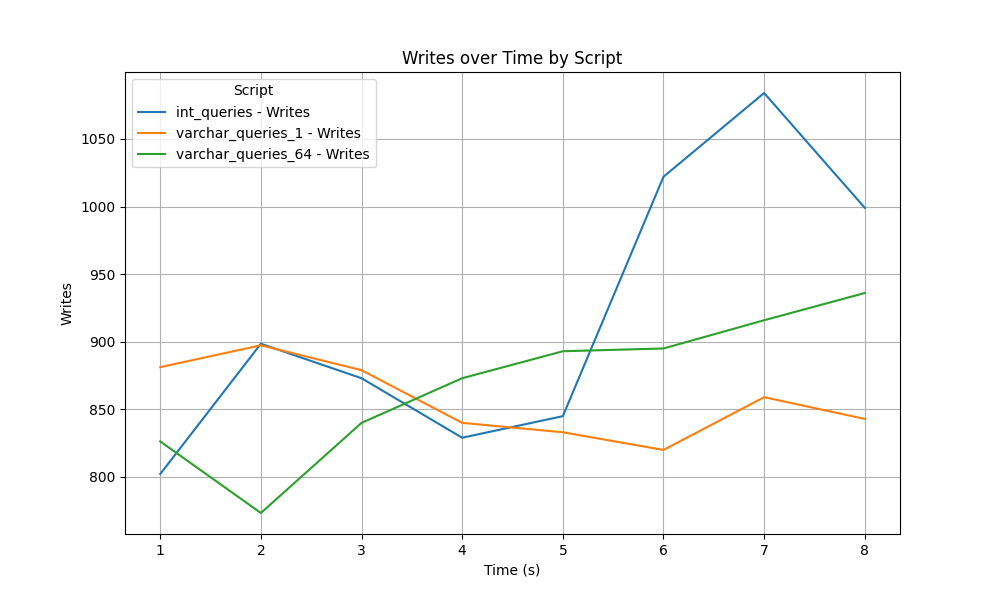 Writes over Time by Script
Script
int_queries - Writes
varchar_queries_1 - Writes
varchar_queries_64 - Writes
Writes
1050
1000
950
900
850
800
1 2 3 4 5 6 7 8
Time (s)